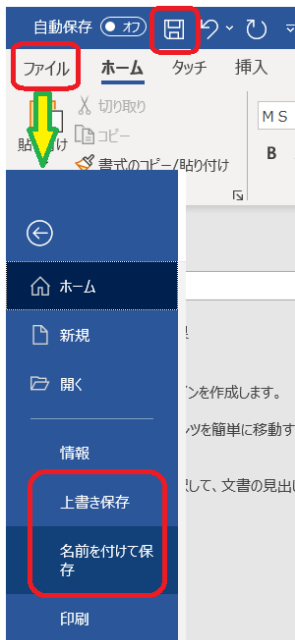 自動保存 オフ
ファイル ホーム タッチ 挿入
切り取り
コピー
書式のコピー/貼り付け
貼 け
ＭＳ
B
ホーム
新規
開く
ンを作成します。
ンツを簡単に移動す
情報
して、文書の見出し
上書き保存
名前を付けて保
存
印刷